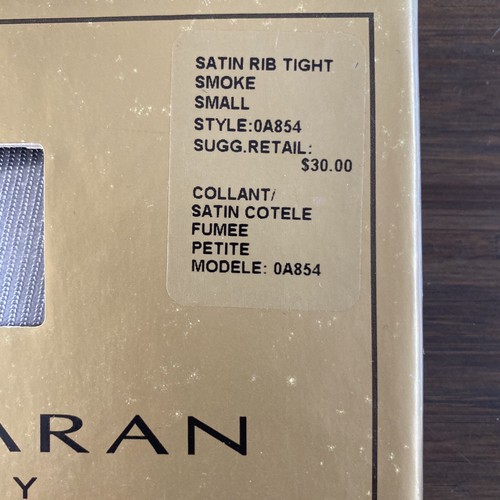 SATIN RIB TIGHT
SMOKE
SMALL
STYLE:0A854
SUGG.RETAIL:
$30.00
COLLANT/
SATIN COTELE
FUMEE
PETITE
MODELE: 0A854
ARAN
Y